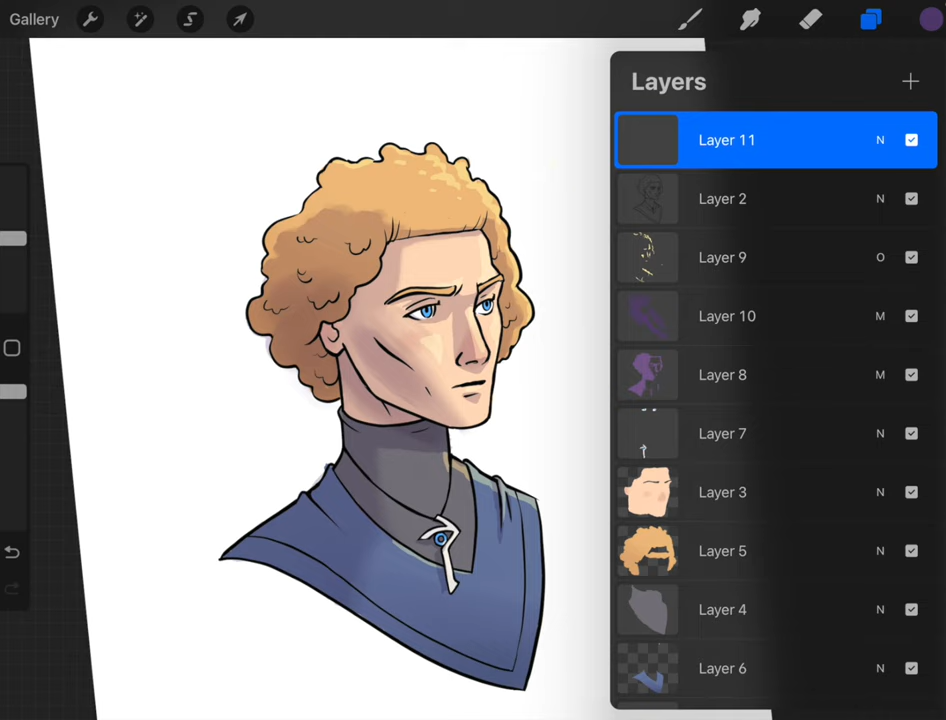 Gallery
Layers
Layer 11 N
Layer 2 N
Layer 9 O
Layer 10 M
Layer 8 M
Layer 7 N
Layer 3 N
Layer 5 N
Layer 4 N
Layer 6 N